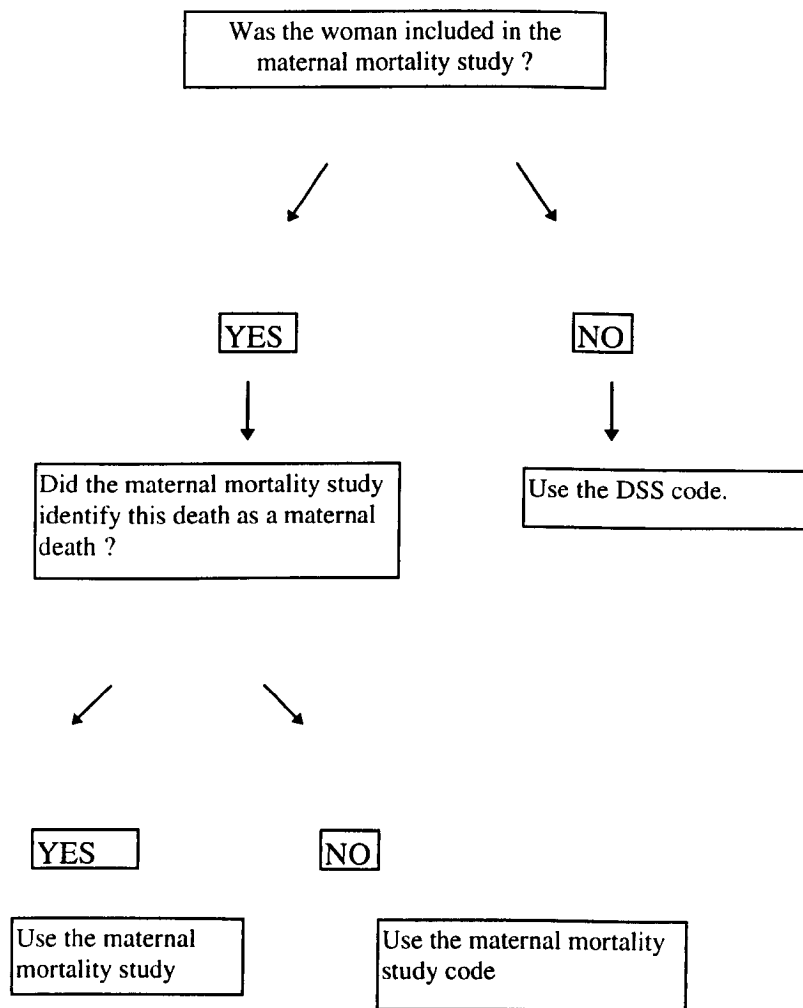 Was the woman included in the
maternal mortality study ?
YES
NO
Did the maternal mortality study
identify this death as a maternal
death ?
Use the DSS code.
YES
NO
Use the maternal
mortality study
Use the maternal mortality
study code